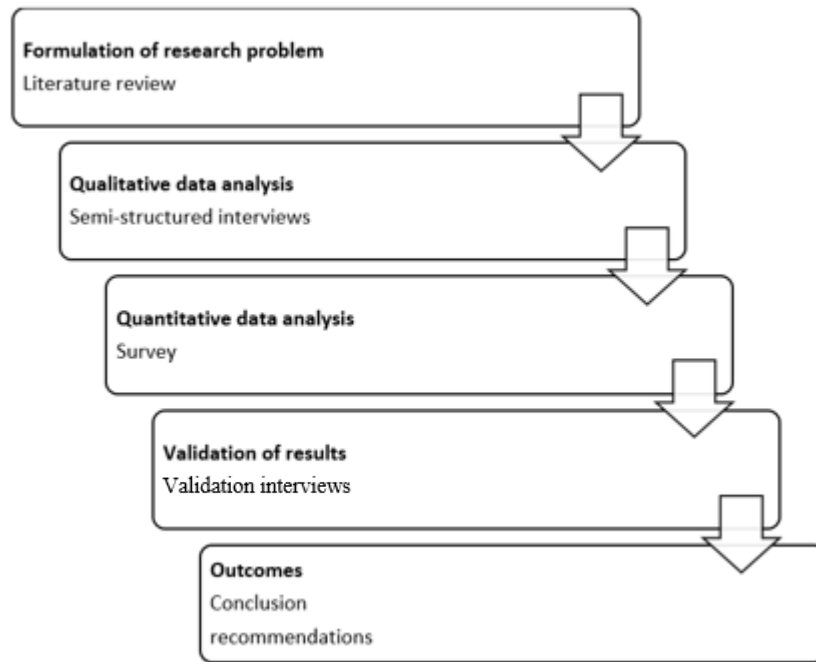 Formulation of research problem
Literature review
Qualitative data analysis
Semi-structured interviews
Quantitative data analysis
Survey
Validation of results
Validation interviews
Outcomes
Conclusion
recommendations